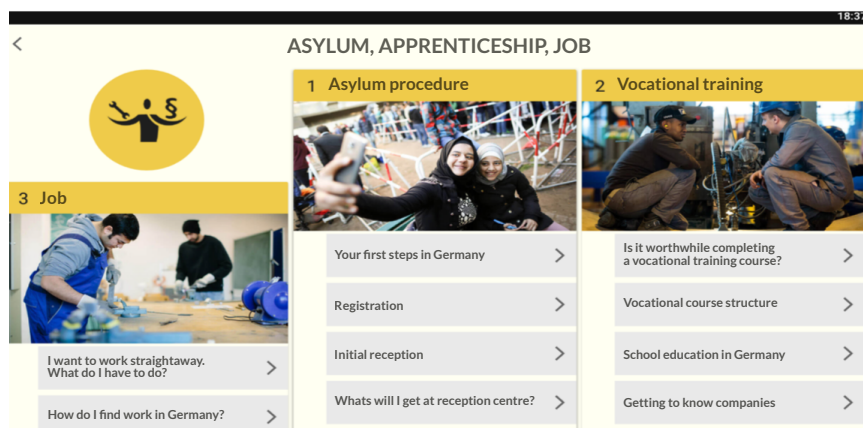 18:37
ASYLUM, APPRENTICESHIP, JOB
1 Asylum procedure
Your first steps in Germany
Registration
Initial reception
Whats will I get at reception centre?
2 Vocational training
Is it worthwhile completing
a vocational training course?
Vocational course structure
School education in Germany
Getting to know companies
3 Job
I want to work straightaway.
What do I have to do?
How do I find work in Germany?